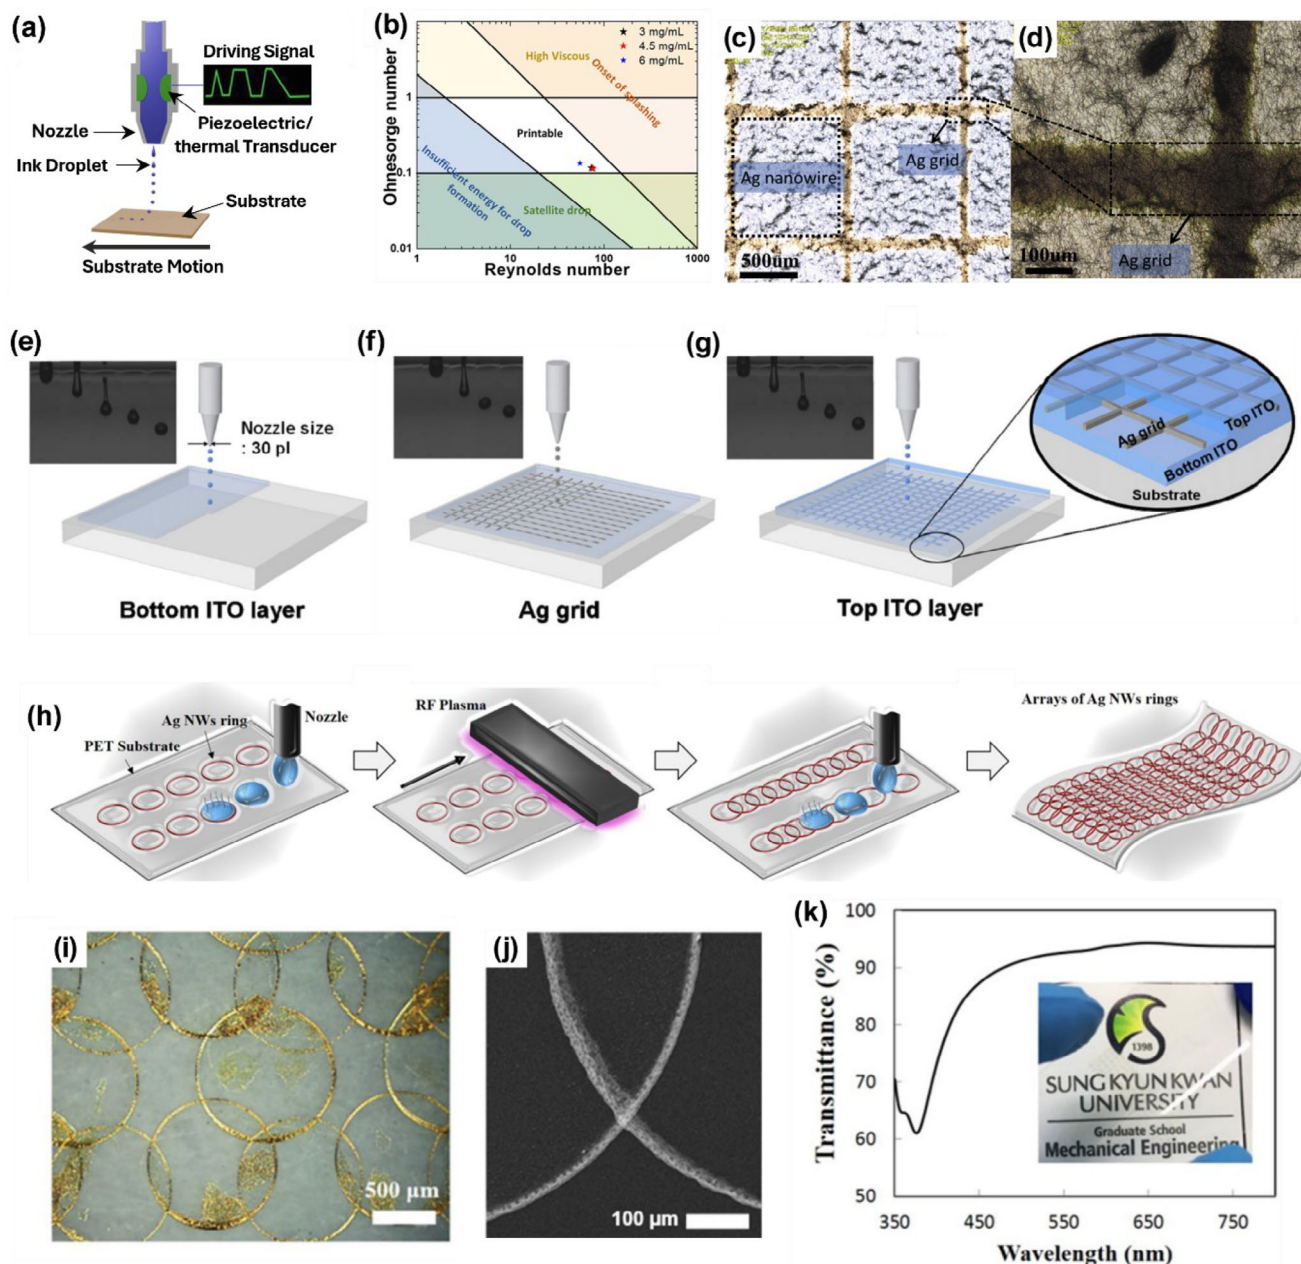 (a)
Driving Signal
Nozzle
Piezoelectric/
thermal Transducer
Ink Droplet
Substrate
Substrate Motion
(b)
Ohnesorge number
1
0.1
0.01
High Viscous
Onset of splashing
Printable
Insufficient energy for drop
formation
Satellite drop
3 mg/mL
4.5 mg/mL
6 mg/mL
1
10
100
1000
Reynolds number
(c)
Ag nanowire
Ag grid
500um
(d)
Ag grid
100um
(e)
Nozzle size
: 30 pl
Bottom ITO layer
(f)
Ag grid
(g)
Top ITO layer
Ag grid
Top ITO
Bottom ITO
Substrate
(h)
Ag NWs ring
Nozzle
PET Substrate
RF Plasma
Arrays of Ag NWs rings
(i)
500 μm
(j)
100 μm
(k)
Transmittance (%)
100
90
80
70
60
50
350
450
550
650
750
Wavelength (nm)
1398
SUNG KYUN KWAN
UNIVERSITY
Graduate School
Mechanical Engineering